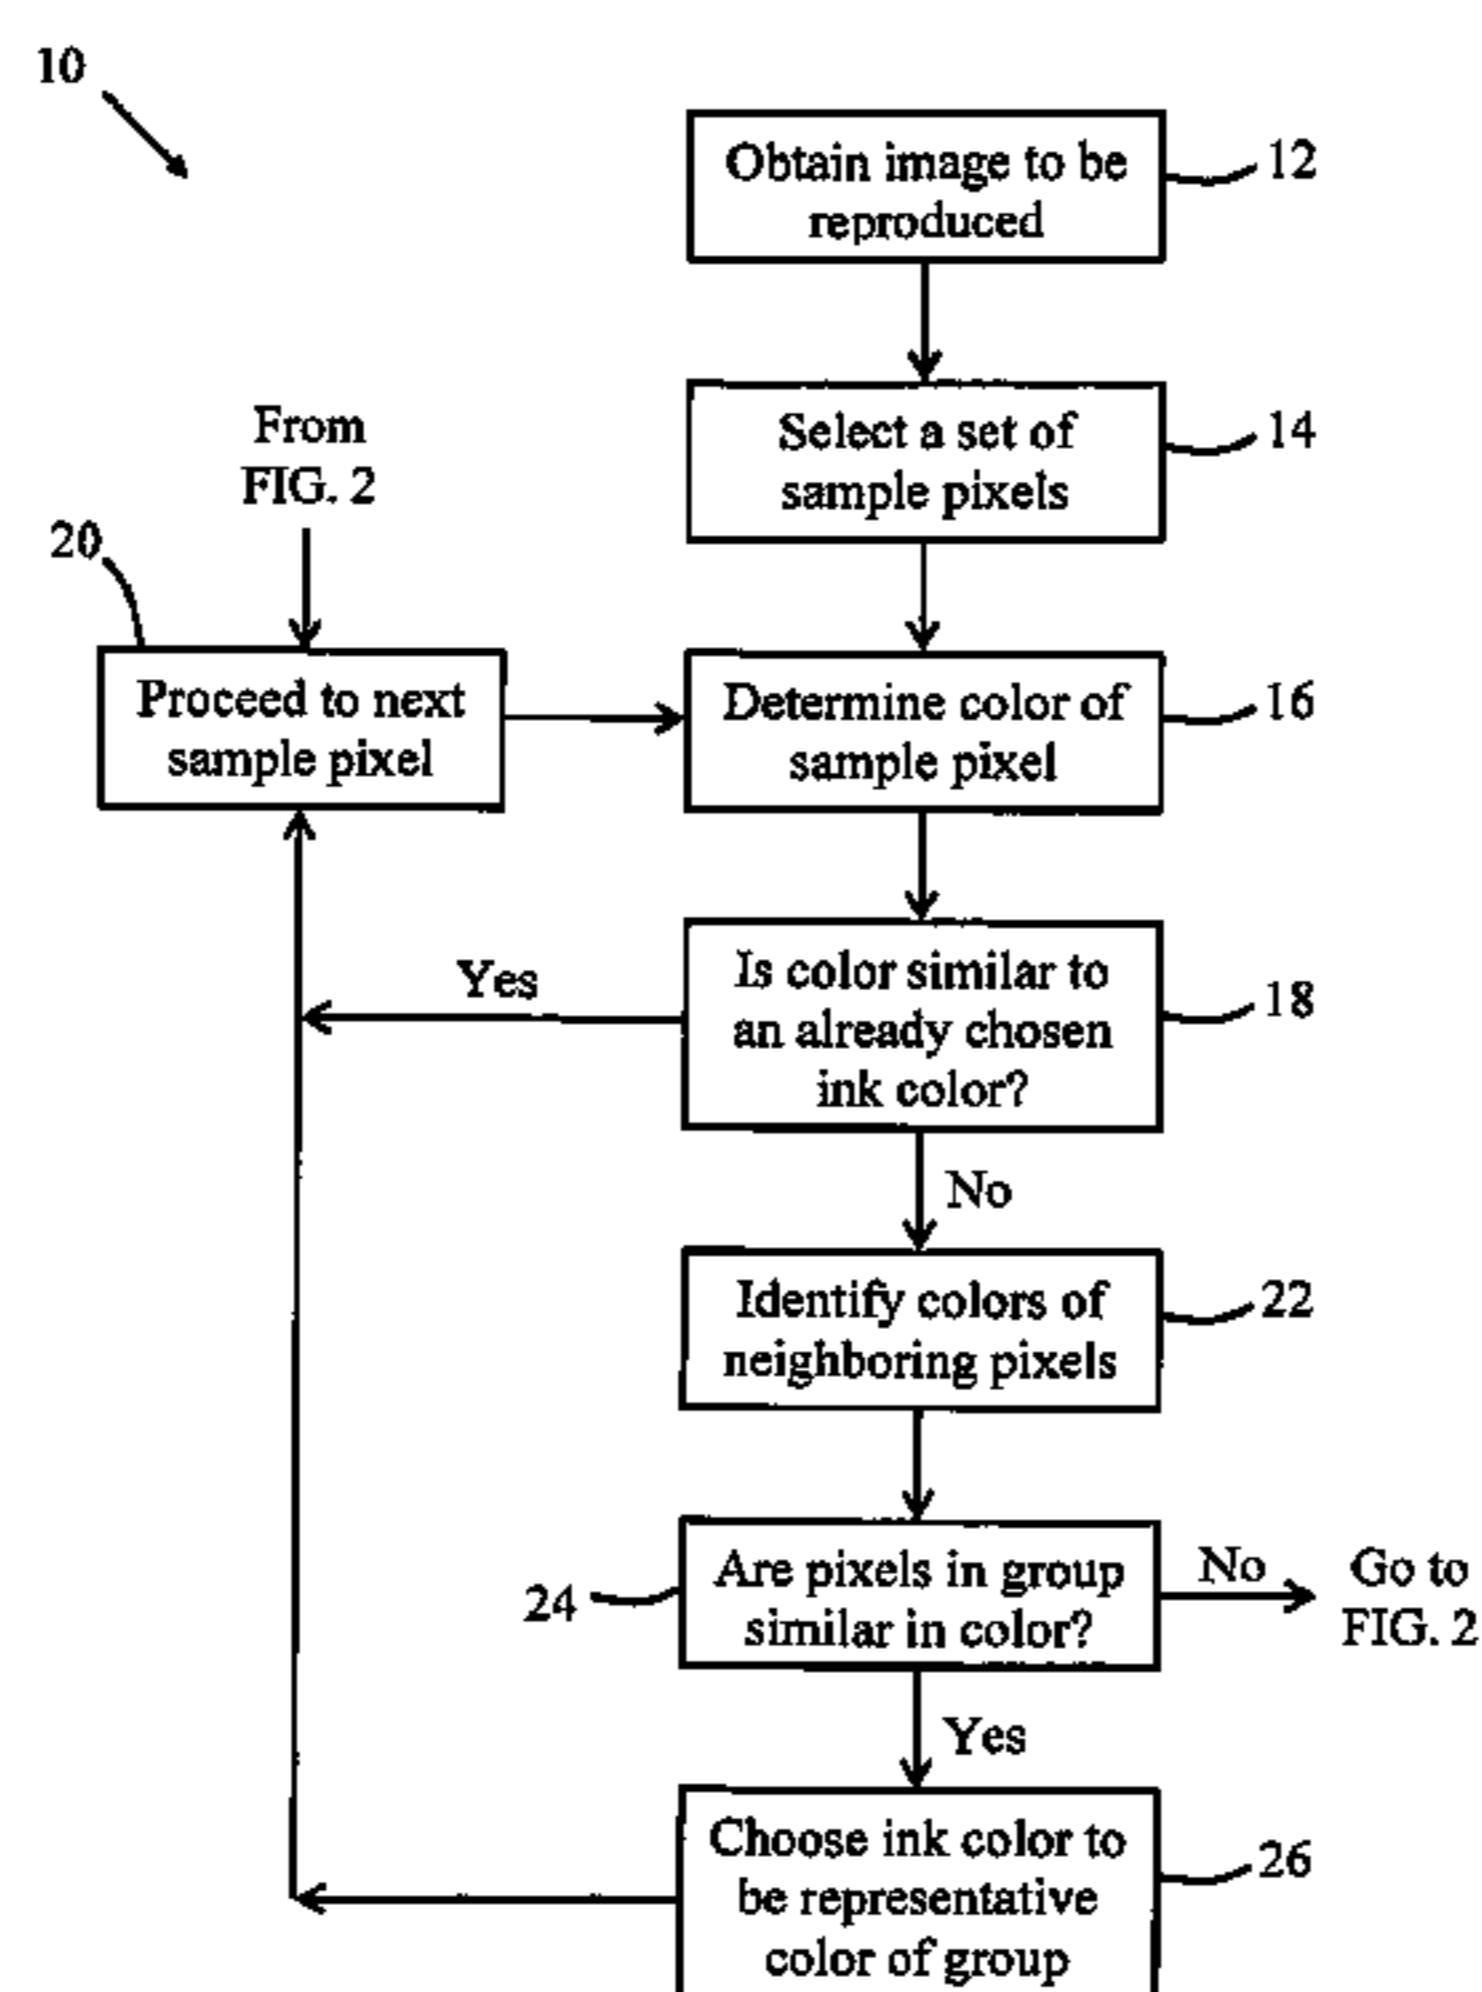 10
Obtain image to be
reproduced
12
Select a set of
sample pixels
14
From
FIG. 2
20
Proceed to next
sample pixel
Determine color of
sample pixel
16
Is color similar to
an already chosen
ink color?
18
Yes
No
Identify colors of
neighboring pixels
22
Are pixels in group
similar in color?
24
No
Go to
FIG. 2
Yes
Choose ink color to
be representative
color of group
26